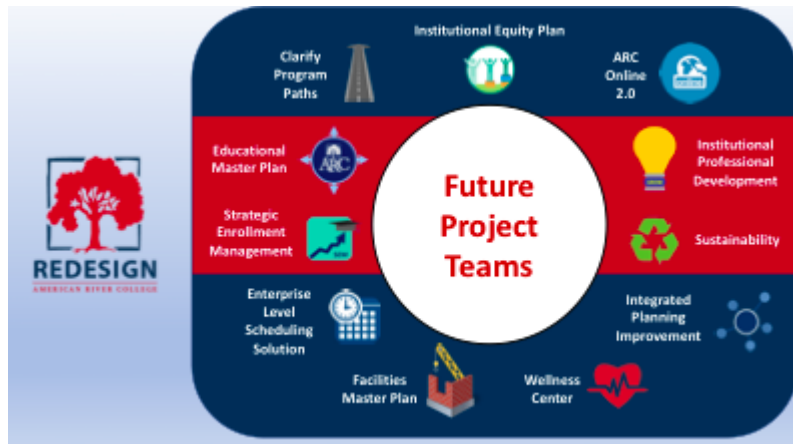 Institutional Equity Plan
Clarify
Program
Paths
ARC
Online
2.0
Educational
Master Plan
ARC
Institutional
Professional
Development
Future
Project
Teams
Strategic
Enrollment
Management
Sustainability
REDESIGN
AMERICAN RIVER COLLEGE
Enterprise
Level
Scheduling
Solution
Integrated
Planning
Improvement
Facilities
Master Plan
Wellness
Center